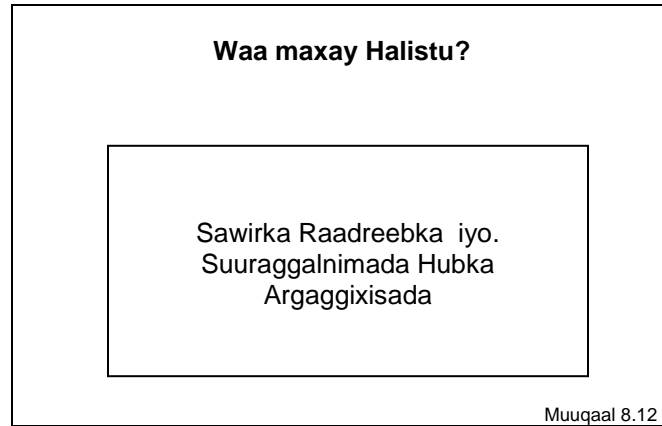 Waa maxay Halistu?
Sawirka Raadreebka iyo.
Suuraggalnimada Hubka
Argaggixisada
Muuqaal 8.12